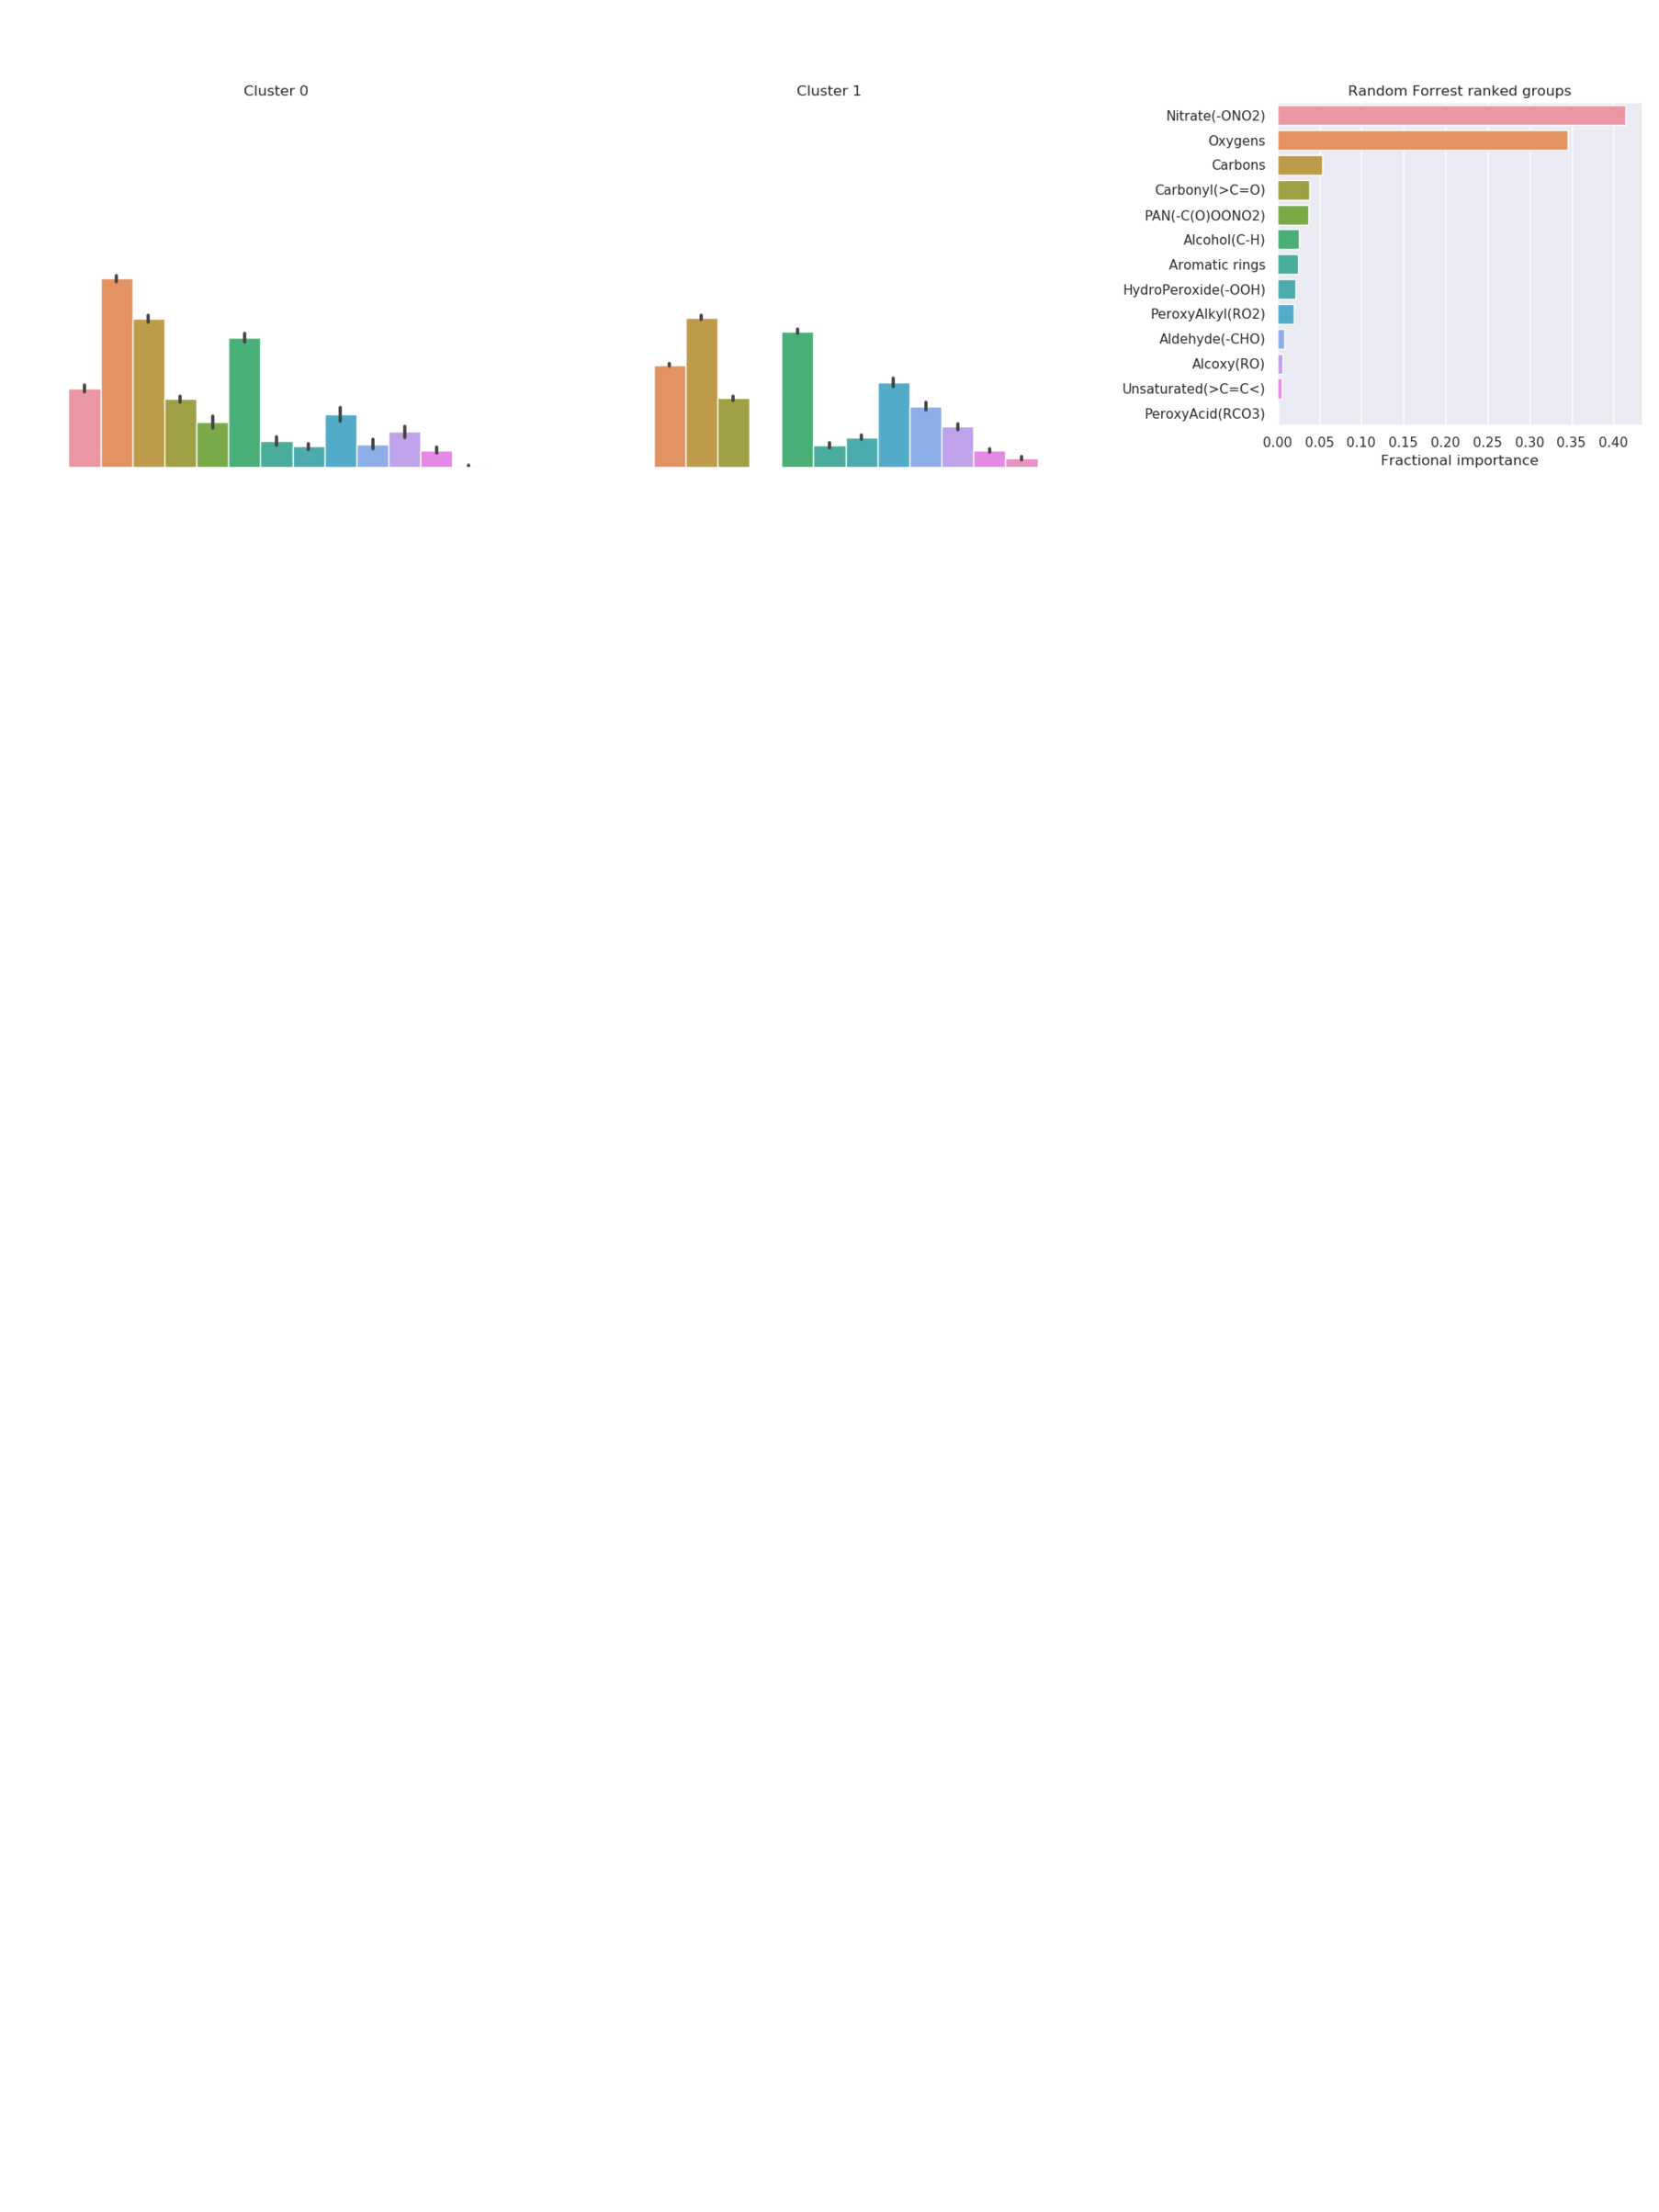 Cluster 0
Cluster 1
Random Forrest ranked groups
Nitrate(-ONO2)
Oxygens
Carbons
Carbonyl(>C=O)
PAN(-C(O)OONO2)
Alcohol(C-H)
Aromatic rings
HydroPeroxide(-OOH)
PeroxyAlkyl(RO2)
Aldehyde(-CHO)
Alcoxy(RO)
Unsaturated(>C=C<)
PeroxyAcid(RCO3)
0.00 0.05 0.10 0.15 0.20 0.25 0.30 0.35 0.40
Fractional importance